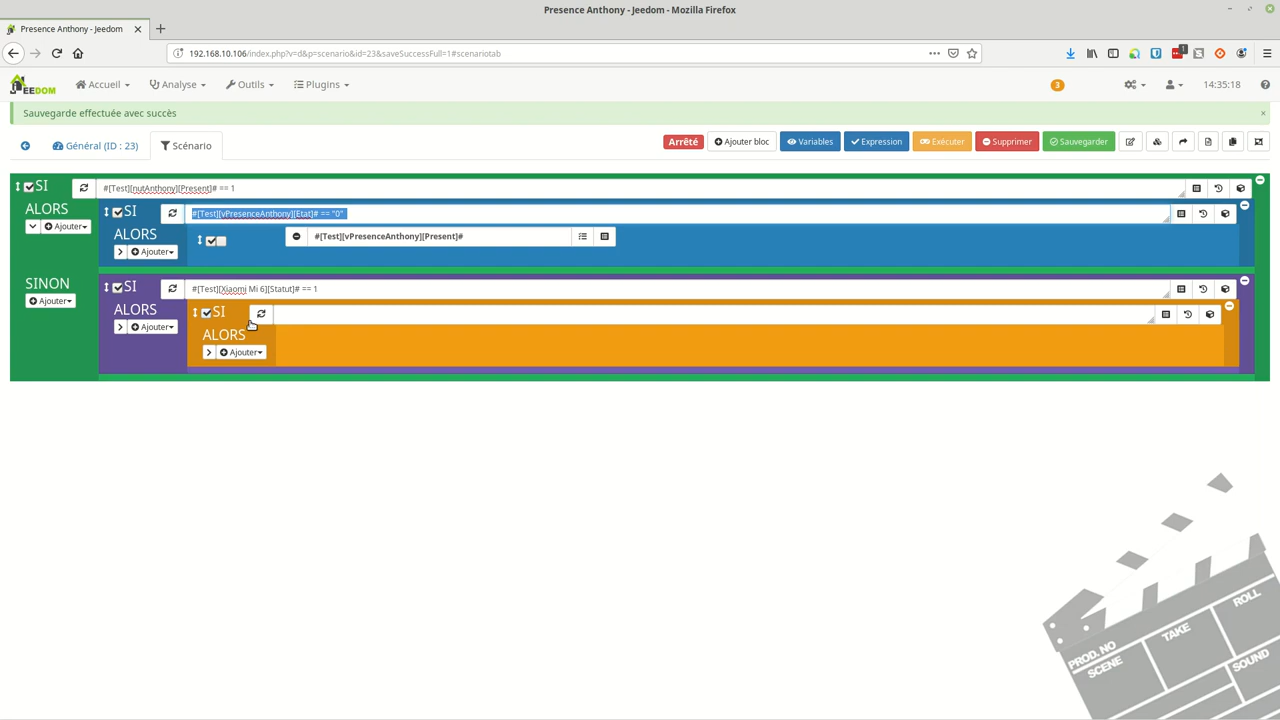 Presence Anthony - Jeedom - Mozilla Firefox
Presence Anthony - Jeedom
192.168.10.106/index.php?v=d&p=scenario&id=23&saveSuccessFull=1#scenariotab
1
JEEDOM Accueil Analyse Outils Plugins 3 14:35:18
Sauvegarde effectuée avec succès
Général (ID : 23) Scénario Arrêté Ajouter bloc Variables Expression Exécuter Supprimer Sauvegarder
SI #[Test][nutAnthony][Present]# == 1
ALORS SI #[Test][vPresenceAnthony][Etat]# == "0"
Ajouter ALORS #[Test][vPresenceAnthony][Present]#
Ajouter
SINON SI #[Test][Xiaomi Mi 6][Statut]# == 1
Ajouter ALORS SI
Ajouter ALORS
Ajouter
PROD. NO
SCENE
TAKE
ROLL
SOUND